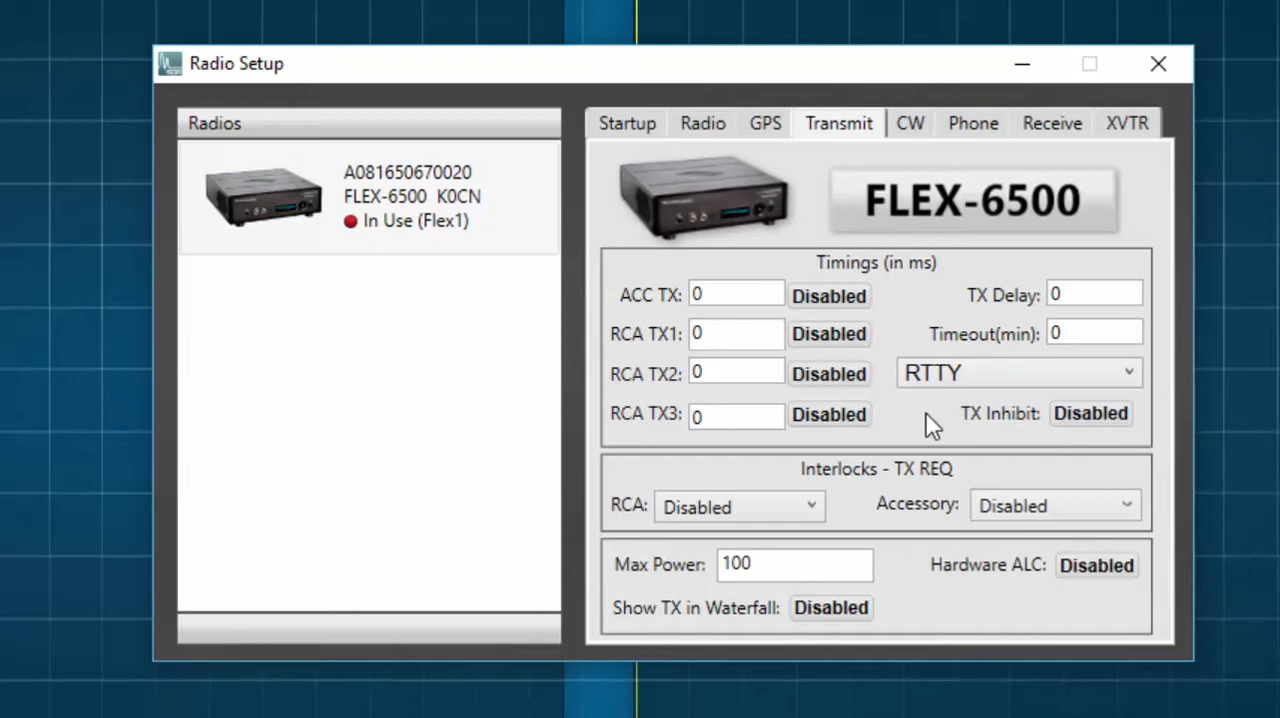 Radio Setup
Radios
A081650670020
FLEX-6500 K0CN
In Use (Flex1)
Startup Radio GPS Transmit CW Phone Receive XVTR
FLEX-6500
Timings (in ms)
ACC TX: 0 Disabled TX Delay: 0
RCA TX1: 0 Disabled Timeout(min): 0
RCA TX2: 0 Disabled RTTY
RCA TX3: 0 Disabled TX Inhibit: Disabled
Interlocks - TX REQ
RCA: Disabled Accessory: Disabled
Max Power: 100 Hardware ALC: Disabled
Show TX in Waterfall: Disabled